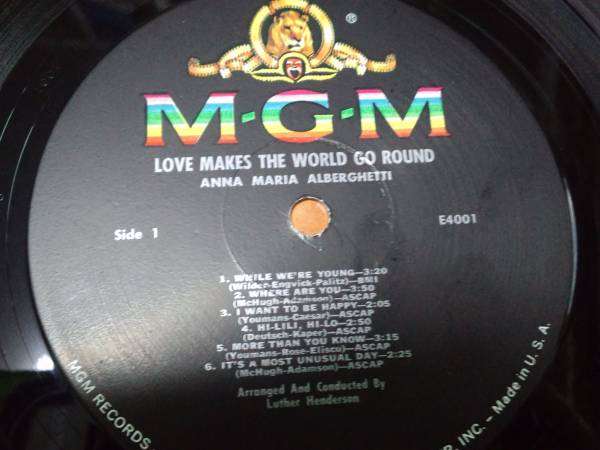 ®
M-G-M
LOVE MAKES THE WORLD GO ROUND
ANNA MARIA ALBERGHETTI
Side 1
E4001
1. WHILE WE'RE YOUNG—3:20
(Wilder-Engvick-Palitz)—BMI
2. WHERE ARE YOU—3:50
(McHugh-Adamson)—ASCAP
3. I WANT TO BE HAPPY—2:05
(Youmans-Caesar)—ASCAP
4. HI-LILI, HI-LO—2:50
(Deutsch-Kaper)—ASCAP
5. MORE THAN YOU KNOW—3:15
(Youmans-Rose-Eliscu)—ASCAP
6. IT'S A MOST UNUSUAL DAY—2:25
(McHugh-Adamson)—ASCAP
Arranged And Conducted By
Luther Henderson
MGM RECORDS
INC. – Made in U.S.A.